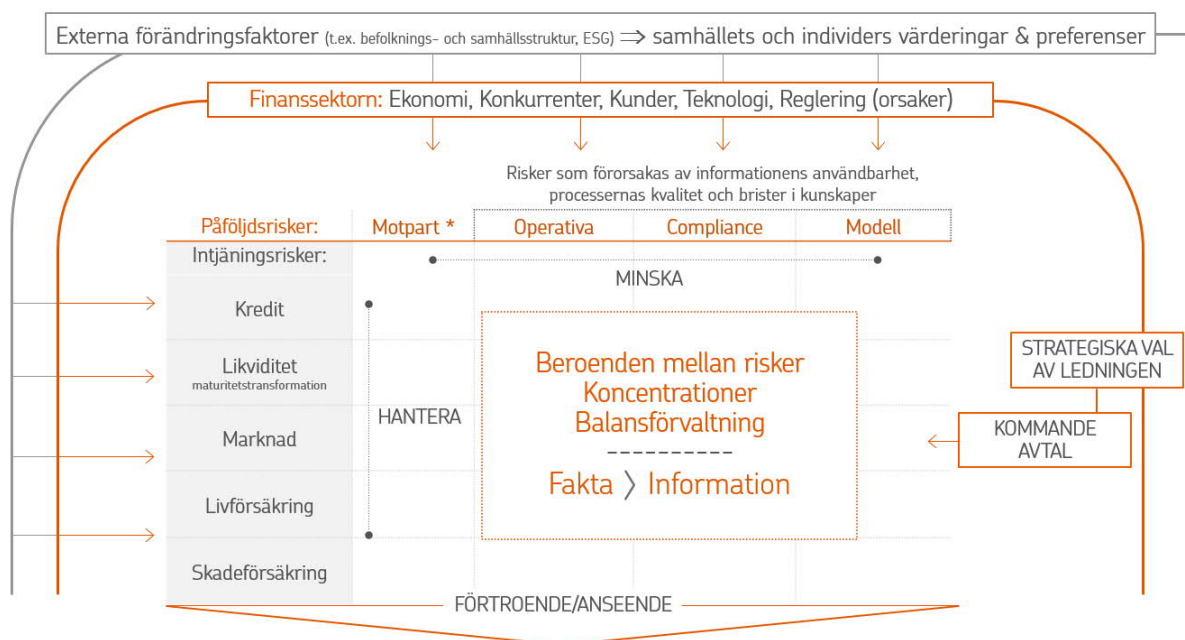 Externa förändringsfaktorer (t.ex. befolknings- och samhällsstruktur, ESG) ⇒ samhällets och individers värderingar & preferenser
Finanssektorn: Ekonomi, Konkurrenter, Kunder, Teknologi, Reglering (orsaker)
Risker som förorsakas av informationens användbarhet,
processernas kvalitet och brister i kunskaper
Påföljdsrisker: Motpart * Operativa Compliance Modell
Intjäningsrisker:
MINSKA
Kredit
Likviditet
maturitetstransformation
HANTERA
Marknad
Livförsäkring
Skadeförsäkring
Beroenden mellan risker
Koncentrationer
Balansförvaltning
Fakta > Information
STRATEGISKA VAL
AV LEDNINGEN
KOMMANDE
AVTAL
FÖRTROENDE/ANSEENDE